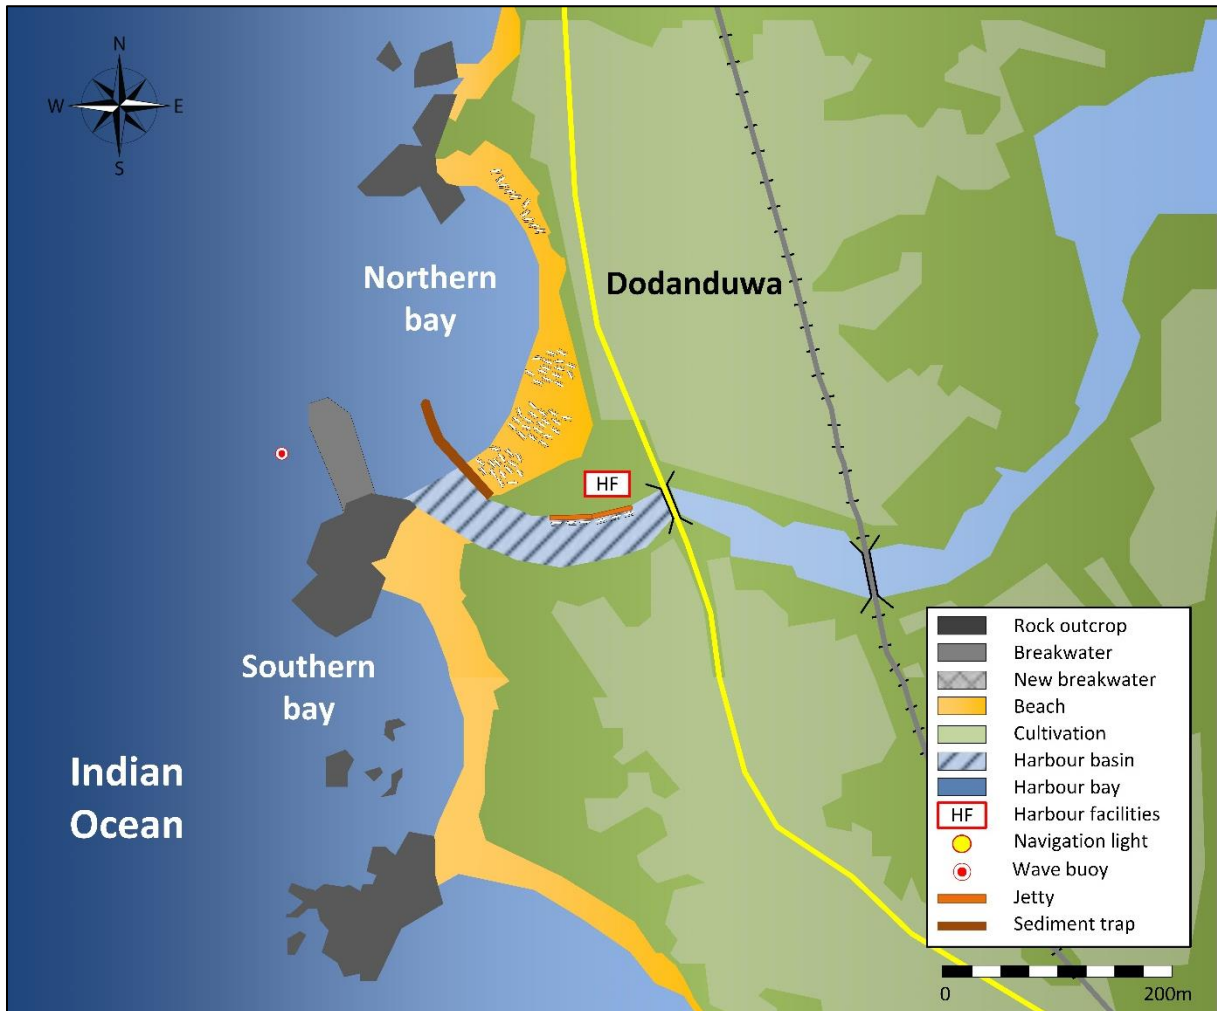 N
W
E
S
Northern
bay
Dodanduwa
HF
Southern
bay
Indian
Ocean
Rock outcrop
Breakwater
New breakwater
Beach
Cultivation
Harbour basin
Harbour bay
HF Harbour facilities
Navigation light
Wave buoy
Jetty
Sediment trap
0 200m